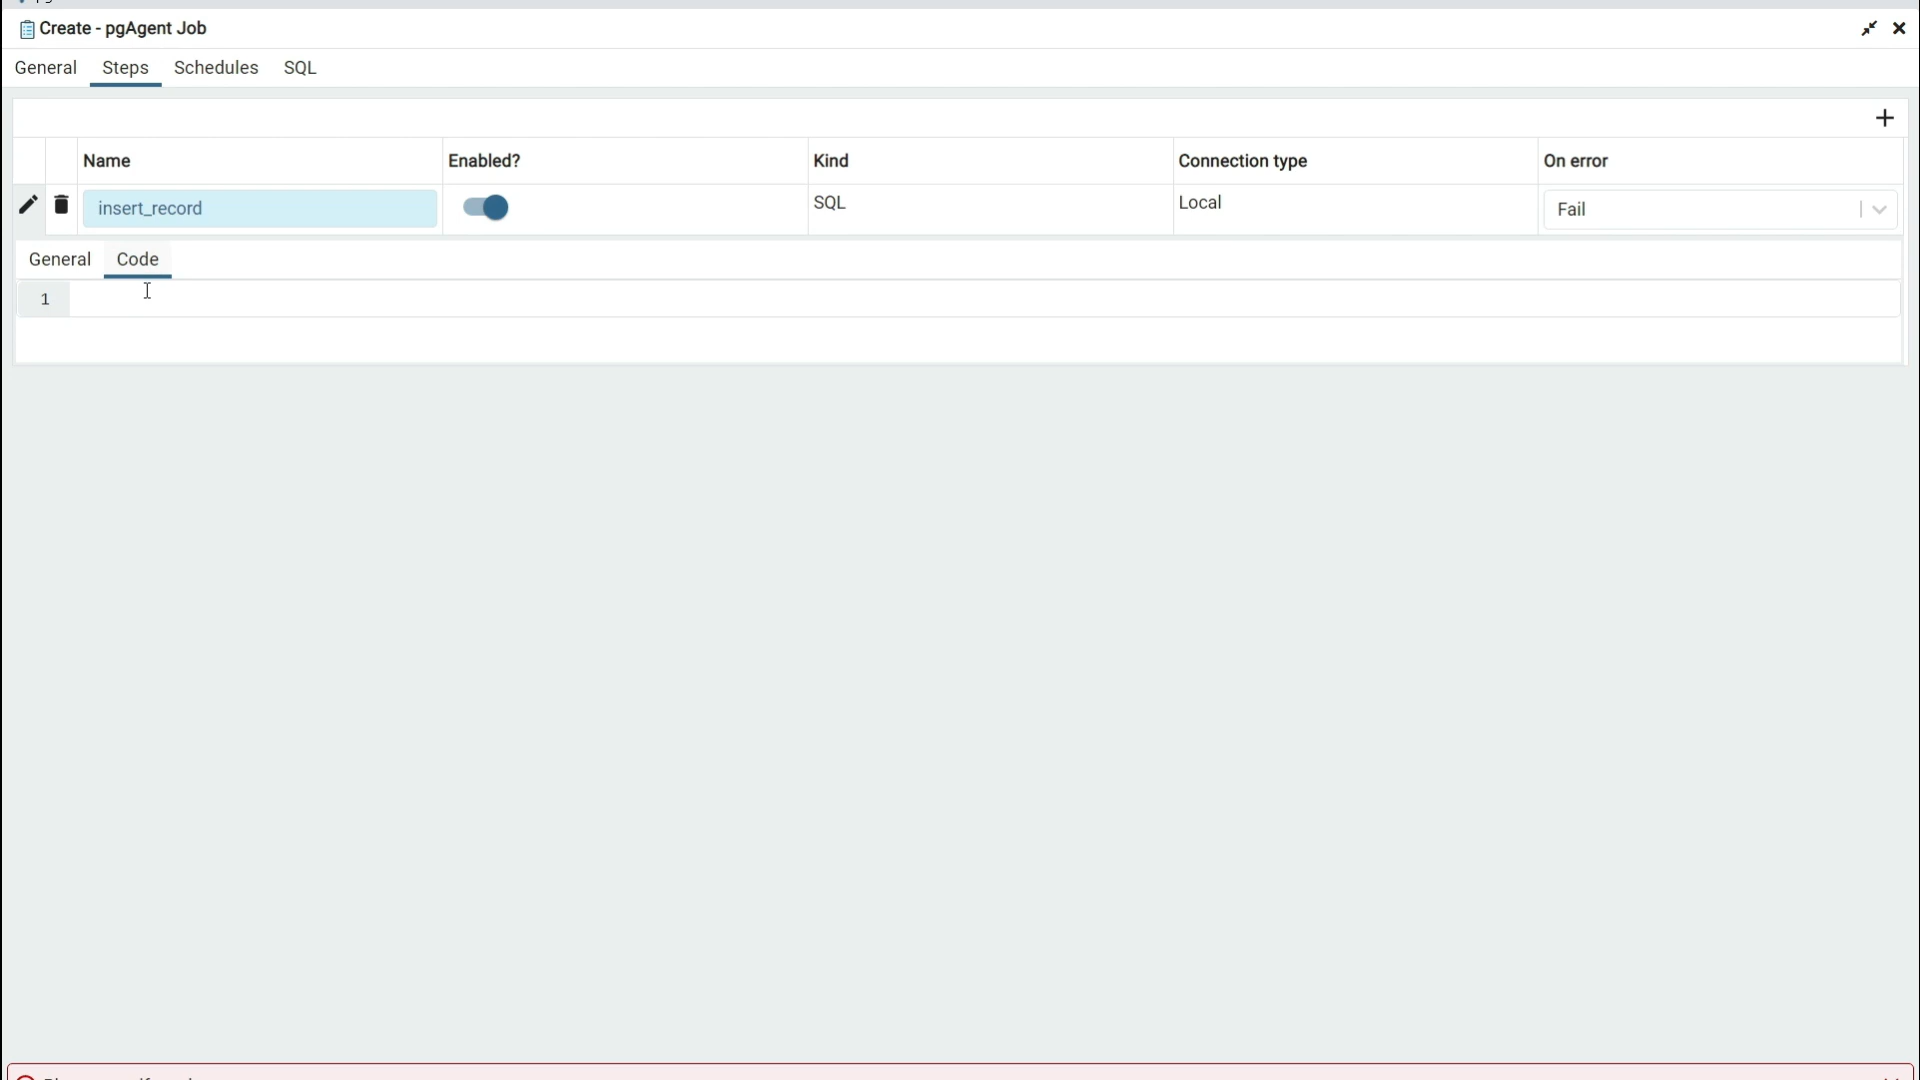 Create - pgAgent Job
General Steps Schedules SQL
Name Enabled? Kind Connection type On error
insert_record SQL Local Fail
General Code
1